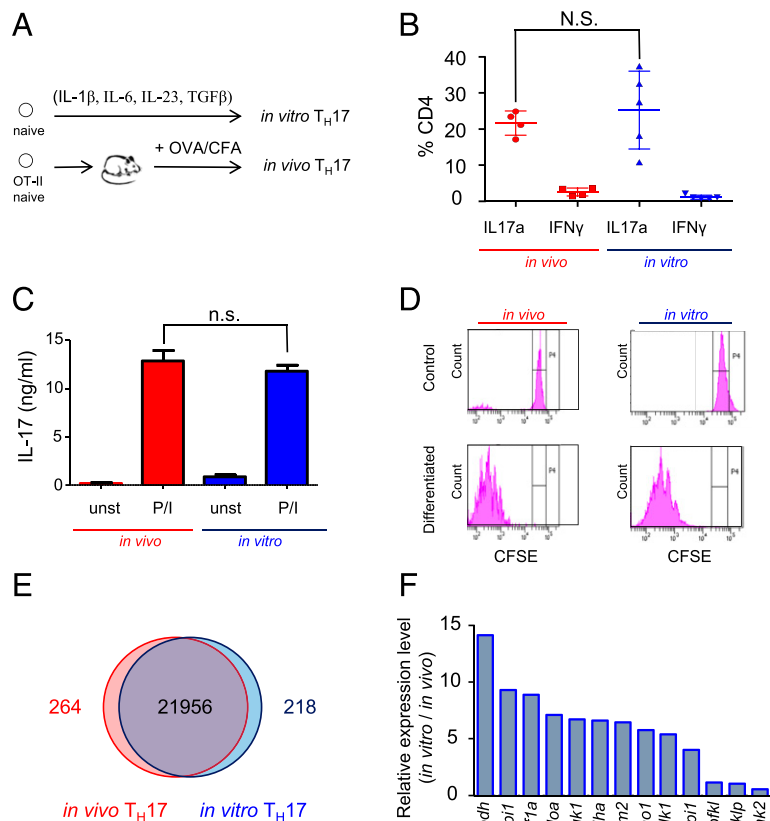 A
(IL-1β, IL-6, IL-23, TGFβ)
naive
in vitro TH17
+ OVA/CFA
OT-II
naive
in vivo TH17
B
N.S.
% CD4
40
30
20
10
0
IL17a IFNγ IL17a IFNγ
in vivo in vitro
C
n.s.
IL-17 (ng/ml)
15
10
5
0
unst P/I unst P/I
in vivo in vitro
D
in vivo in vitro
Control
Count Count
P4 P4
Differentiated
Count Count
P4 P4
CFSE CFSE
E
264 21956 218
in vivo TH17 in vitro TH17
F
Relative expression level
(in vitro / in vivo)
15
10
5
0